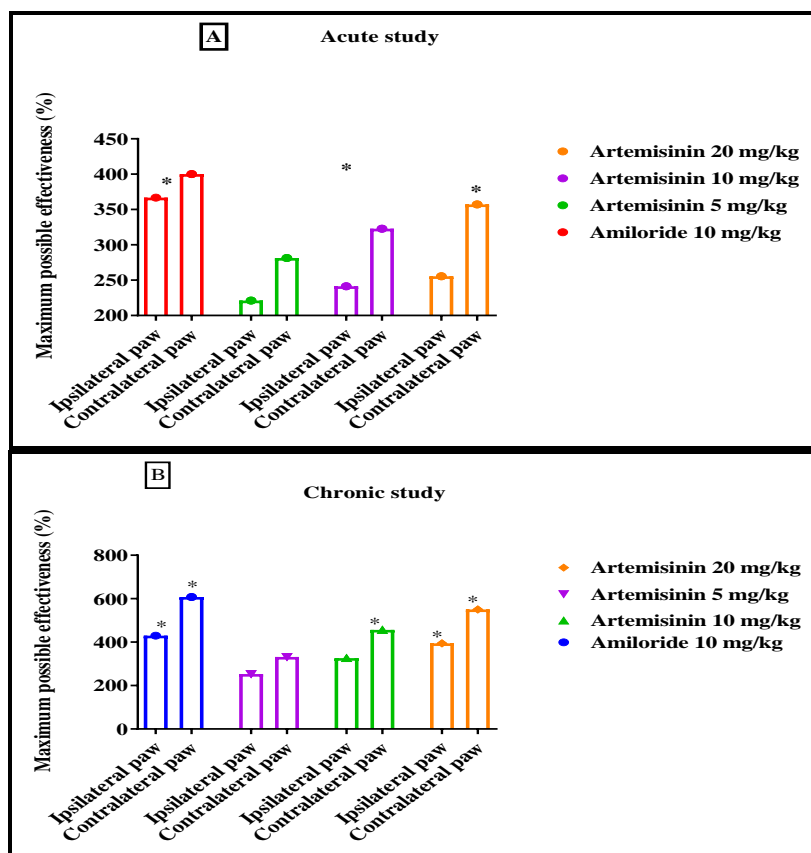 A
Acute study
Maximum possible effectiveness (%)
450
400
350
300
250
200
*
*
*
Ipsilateral paw
Contralateral paw
Ipsilateral paw
Contralateral paw
Ipsilateral paw
Contralateral paw
Ipsilateral paw
Contralateral paw
Artemisinin 20 mg/kg
Artemisinin 10 mg/kg
Artemisinin 5 mg/kg
Amiloride 10 mg/kg
B
Chronic study
Maximum possible effectiveness (%)
800
600
400
200
0
*
*
*
*
*
Ipsilateral paw
Contralateral paw
Ipsilateral paw
Contralateral paw
Ipsilateral paw
Contralateral paw
Ipsilateral paw
Contralateral paw
Artemisinin 20 mg/kg
Artemisinin 5 mg/kg
Artemisinin 10 mg/kg
Amiloride 10 mg/kg